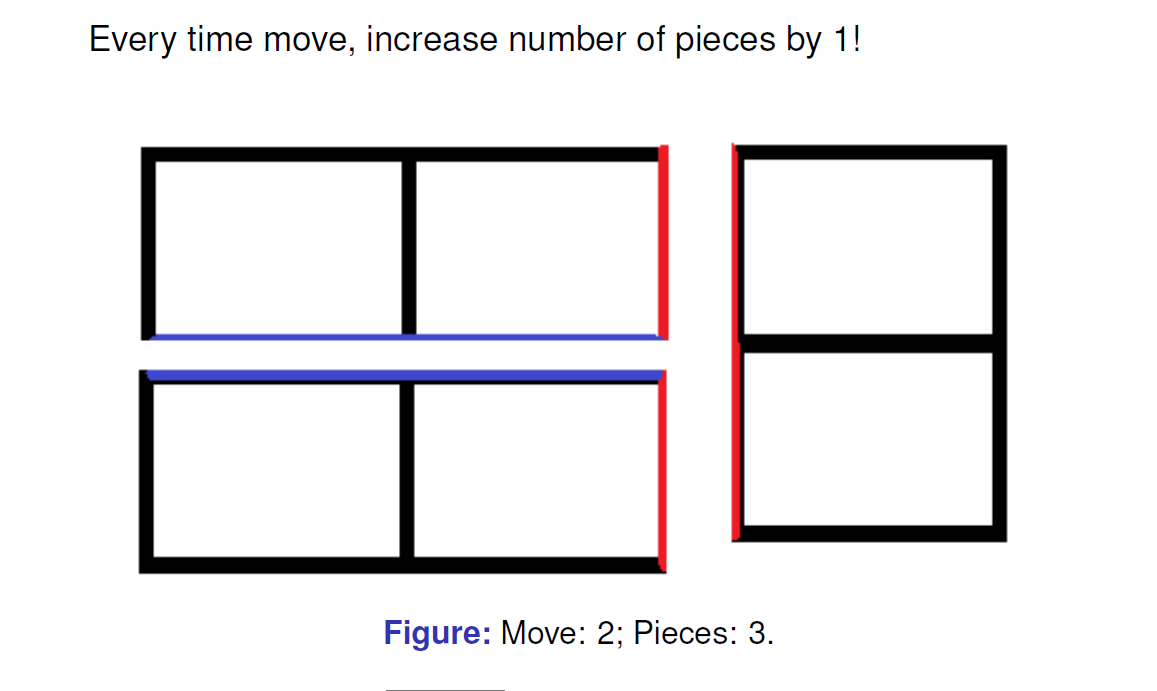 Every time move, increase number of pieces by 1!
Figure: Move: 2; Pieces: 3.